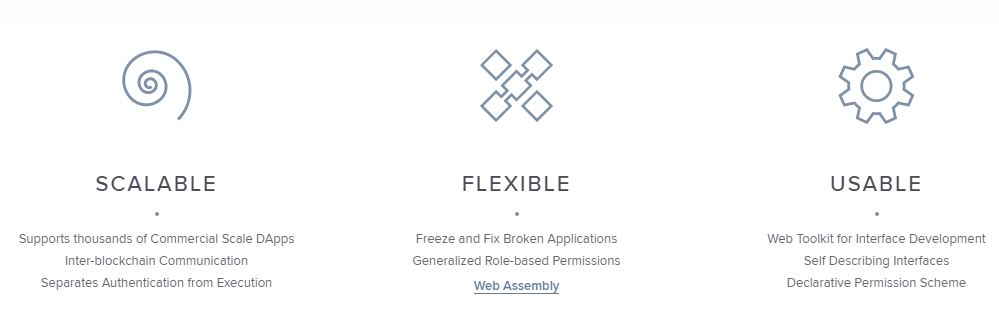 SCALABLE
Supports thousands of Commercial Scale DApps
Inter-blockchain Communication
Separates Authentication from Execution
FLEXIBLE
Freeze and Fix Broken Applications
Generalized Role-based Permissions
Web Assembly
USABLE
Web Toolkit for Interface Development
Self Describing Interfaces
Declarative Permission Scheme